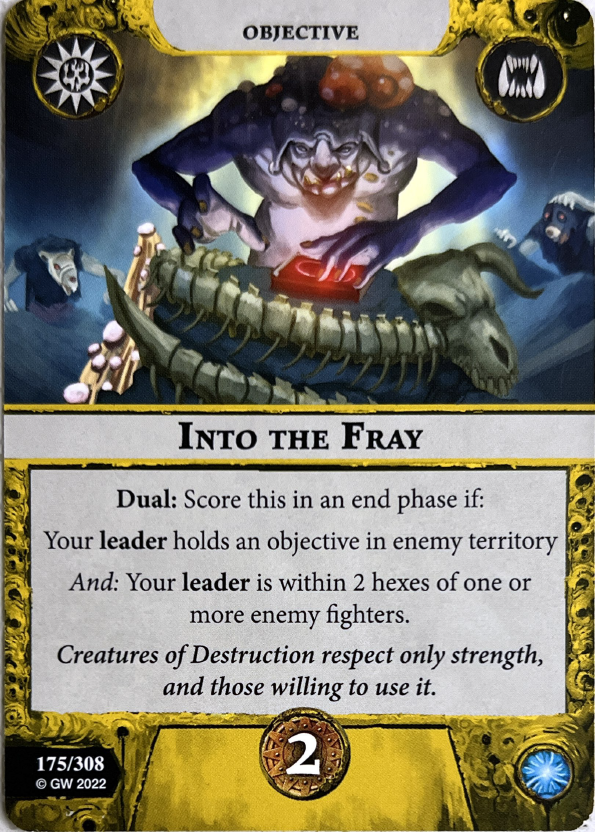 OBJECTIVE
INTO THE FRAY
Dual: Score this in an end phase if:
Your leader holds an objective in enemy territory
And: Your leader is within 2 hexes of one or
more enemy fighters.
Creatures of Destruction respect only strength,
and those willing to use it.
2
175/308
© GW 2022